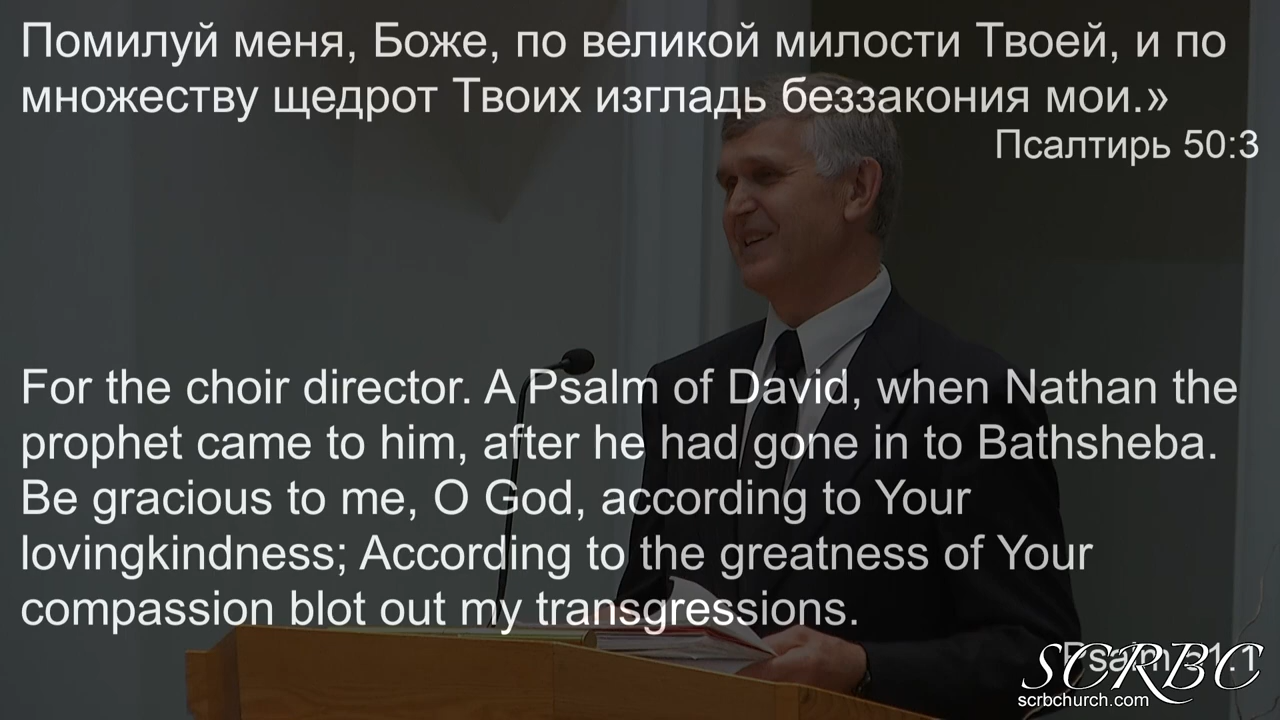 Помилуй меня, Боже, по великой милости Твоей, и по
множеству щедрот Твоих изгладь беззакония мои.»
Псалтирь 50:3
For the choir director. A Psalm of David, when Nathan the
prophet came to him, after he had gone in to Bathsheba.
Be gracious to me, O God, according to Your
lovingkindness; According to the greatness of Your
compassion blot out my transgressions.
Psalm
SCRBC
scrbchurch.com